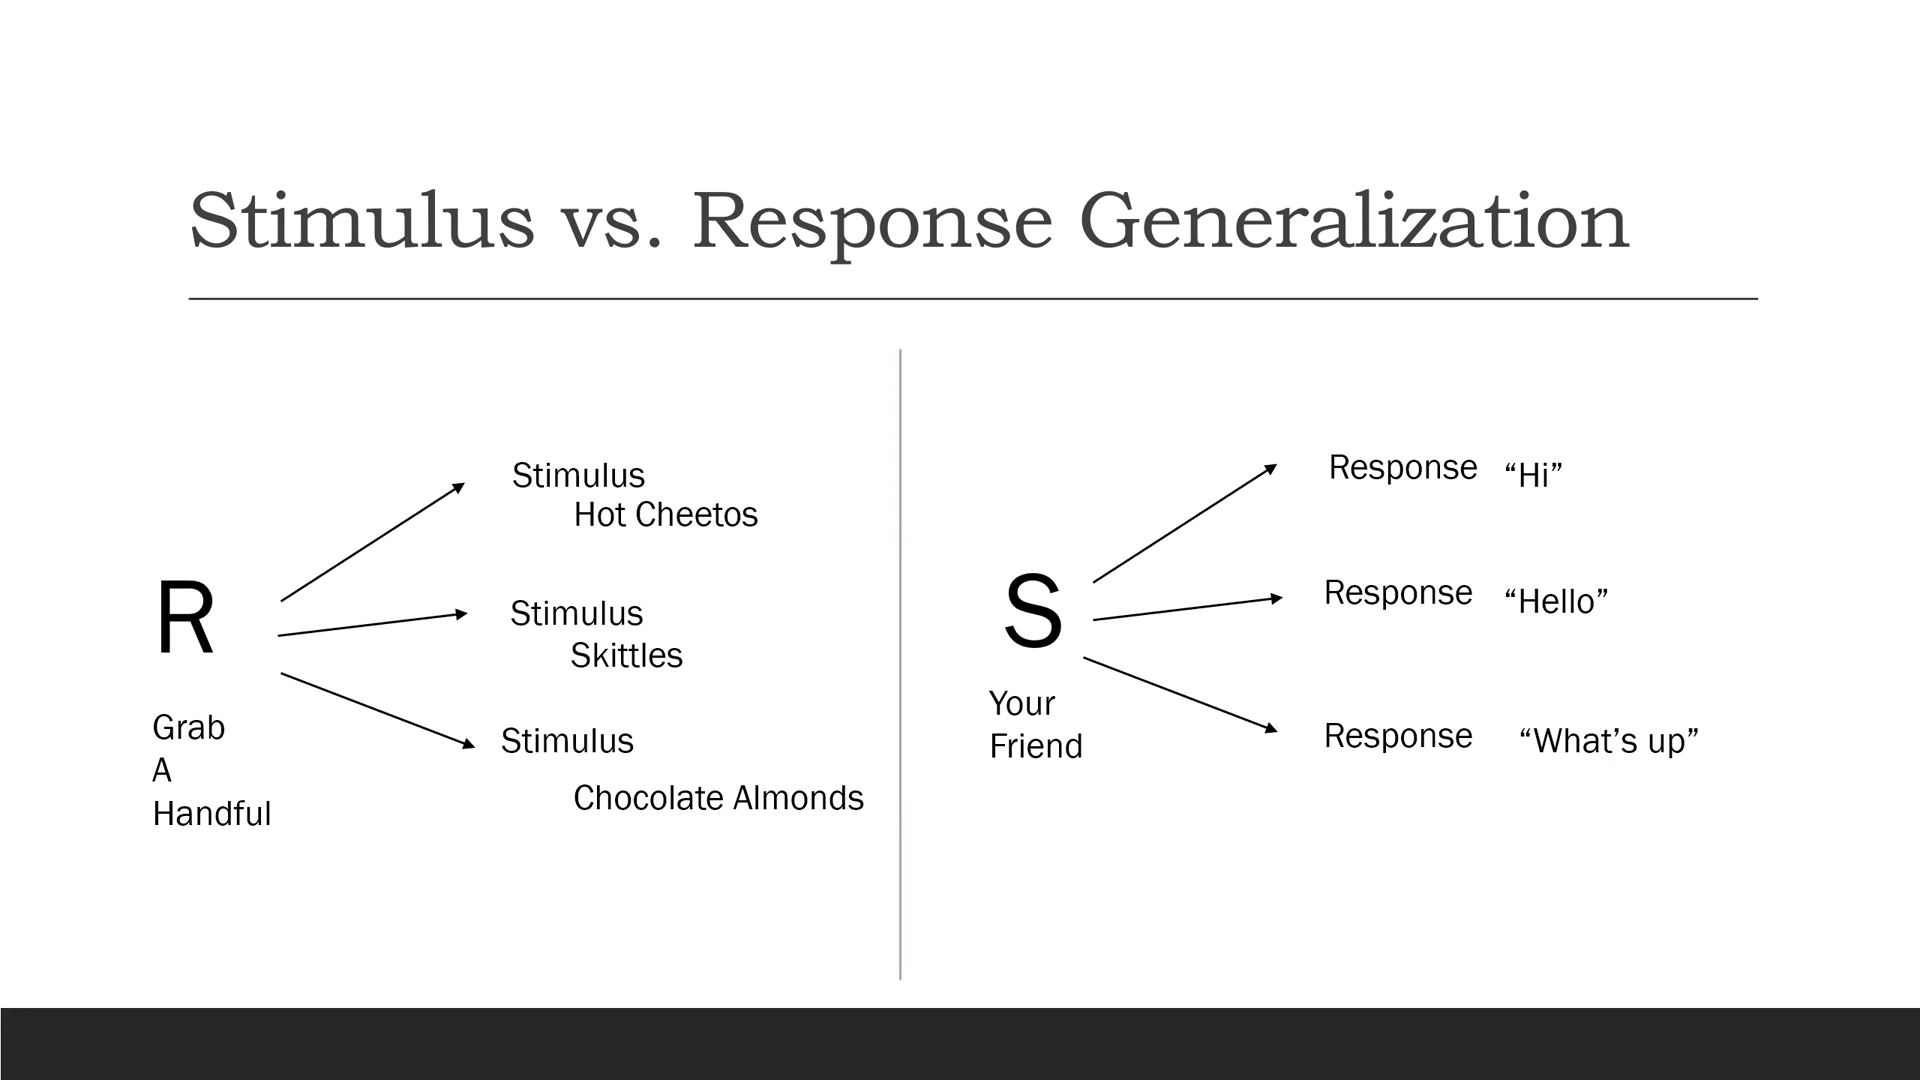 Stimulus vs. Response Generalization
Stimulus
Hot Cheetos
R
Stimulus
Skittles
Grab
A
Handful
Stimulus
Chocolate Almonds
Response “Hi”
S
Response “Hello”
Your
Friend
Response “What’s up”